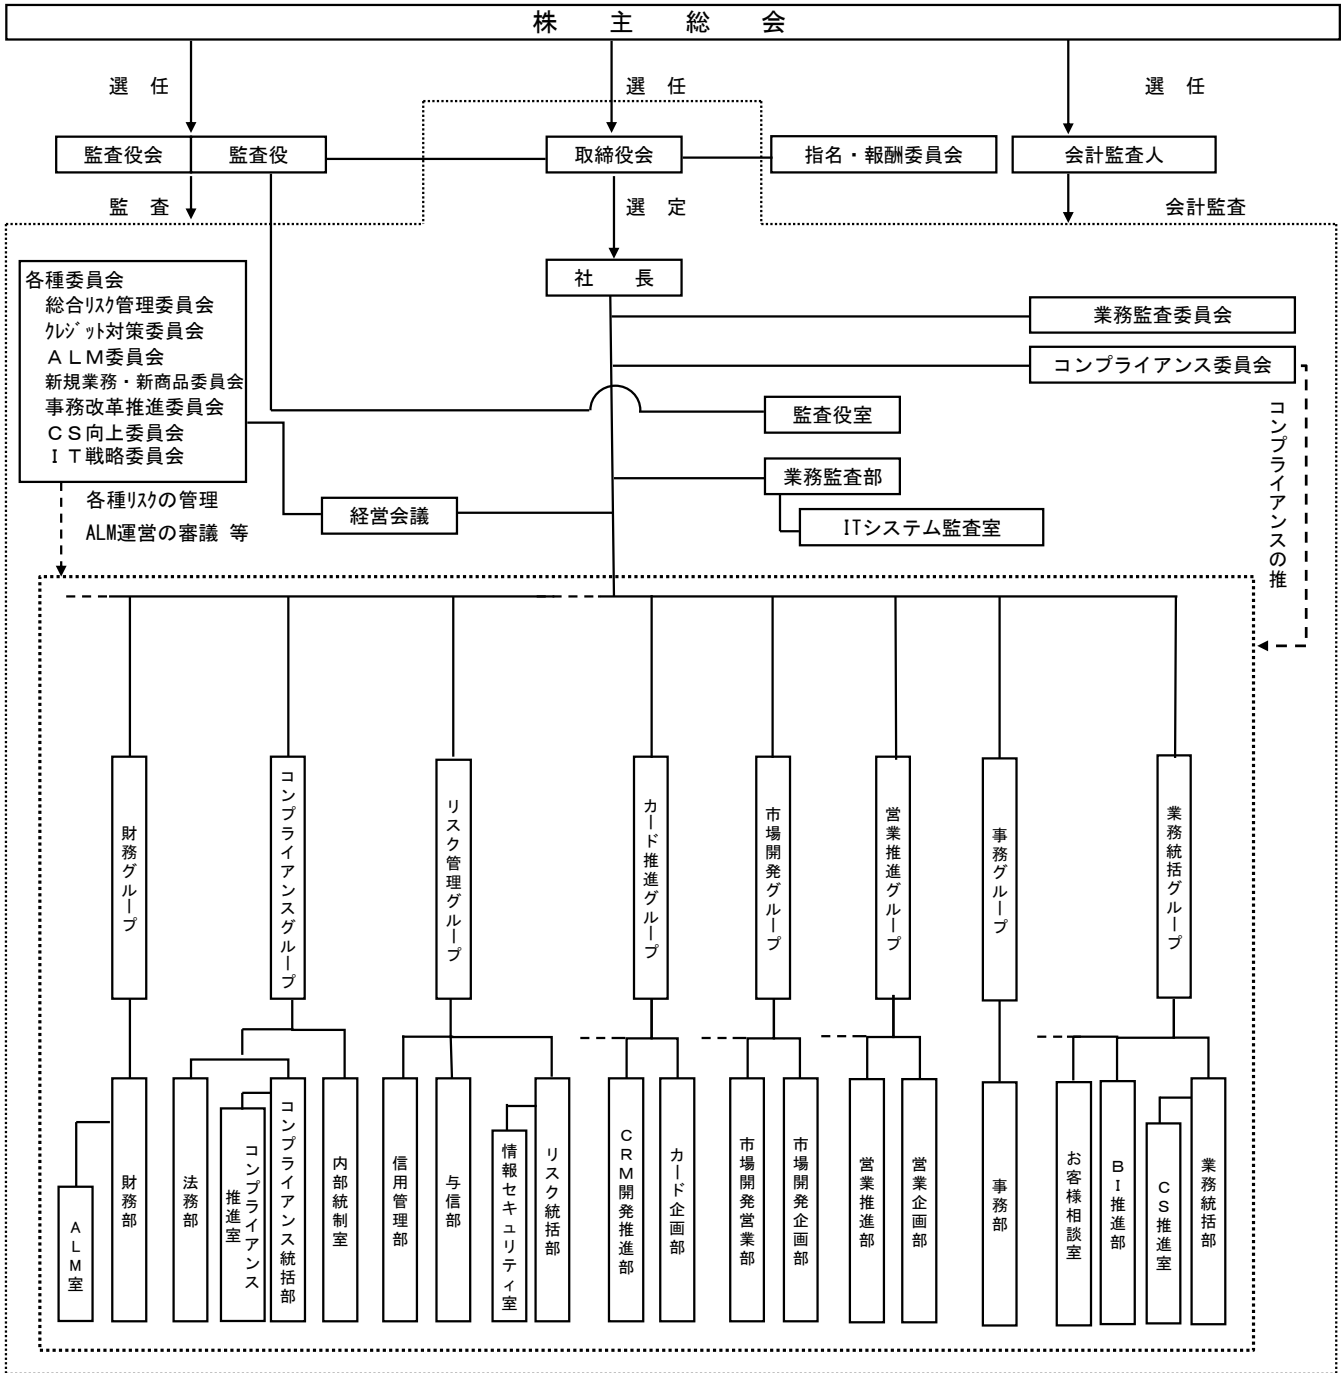 株 主 総 会
選 任
選 任
選 任
監査役会
監査役
取締役会
指名・報酬委員会
会計監査人
監 査
選 定
会計監査
社 長
各種委員会
総合ﾘｽｸ管理委員会
ｸﾚｼﾞｯﾄ対策委員会
ＡＬＭ委員会
新規業務・新商品委員会
事務改革推進委員会
ＣＳ向上委員会
ＩＴ戦略委員会
業務監査委員会
コンプライアンス委員会
コンプライアンスの推
監査役室
業務監査部
ITシステム監査室
経営会議
各種ﾘｽｸの管理
ALM運営の審議 等
財務グループ
コンプライアンスグループ
リスク管理グループ
カード推進グループ
市場開発グループ
営業推進グループ
事務グループ
業務統括グループ
ＡＬＭ室
財務部
法務部
コンプライアンス
推進室
コンプライアンス統括部
内部統制室
信用管理部
与信部
情報セキュリティ室
リスク統括部
ＣＲＭ開発推進部
カード企画部
市場開発営業部
市場開発企画部
営業推進部
営業企画部
事務部
お客様相談室
ＢＩ推進部
ＣＳ推進室
業務統括部